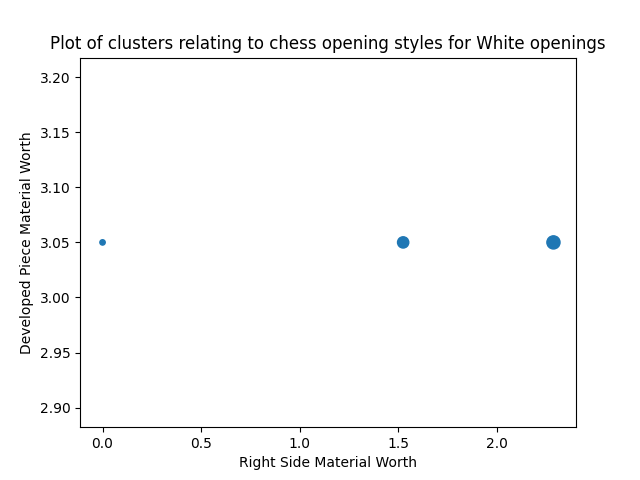 Plot of clusters relating to chess opening styles for White openings
3.20
3.15
3.10
3.05
3.00
2.95
2.90
Developed Piece Material Worth
0.0 0.5 1.0 1.5 2.0
Right Side Material Worth